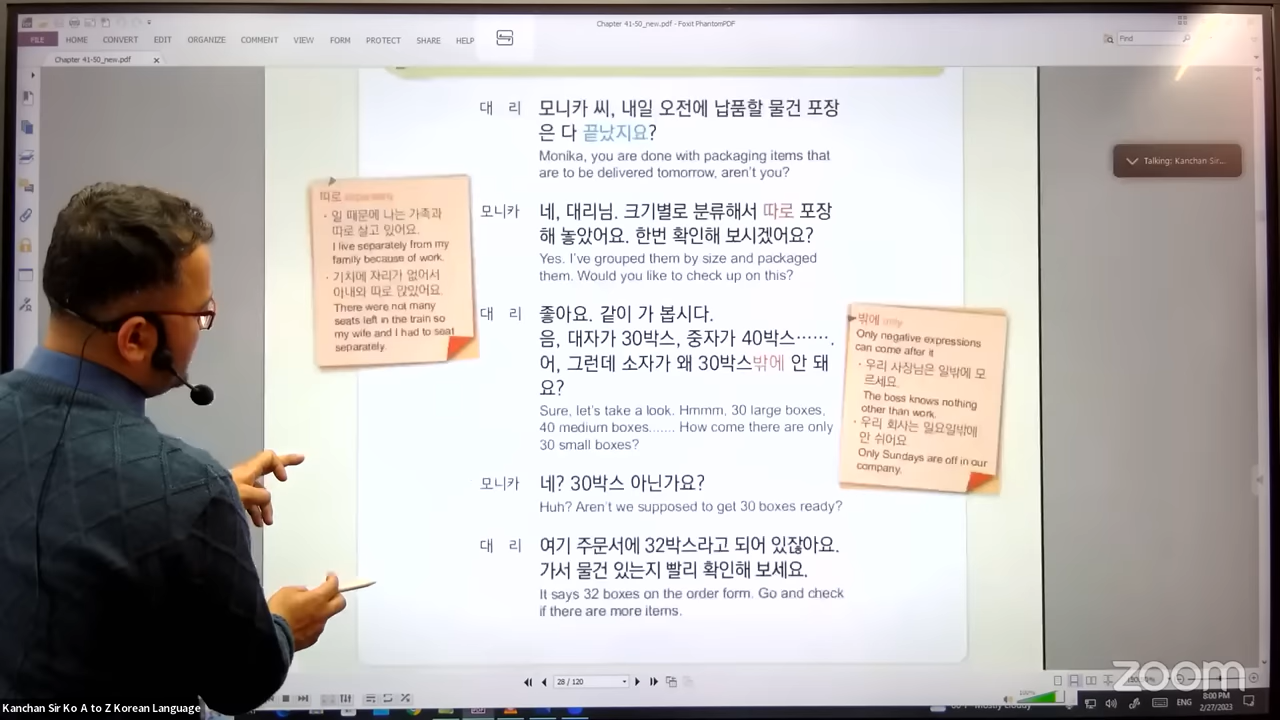 Chapter 41-50_new.pdf - Foxit PhantomPDF
FILE HOME CONVERT EDIT ORGANIZE COMMENT VIEW FORM PROTECT SHARE HELP
Find
Chapter 41-50_new.pdf
Talking: Kanchan Sir...
대 리 모니카 씨, 내일 오전에 납품할 물건 포장
은 다 끝났지요?
Monika, you are done with packaging items that
are to be delivered tomorrow, aren't you?
모니카 네, 대리님. 크기별로 분류해서 따로 포장
해 놓았어요. 한번 확인해 보시겠어요?
Yes. I've grouped them by size and packaged
them. Would you like to check up on this?
대 리 좋아요. 같이 가 봅시다.
음, 대자가 30박스, 중자가 40박스…….
어, 그런데 소자가 왜 30박스밖에 안 돼
요?
Sure, let's take a look. Hmmm, 30 large boxes,
40 medium boxes....... How come there are only
30 small boxes?
모니카 네? 30박스 아닌가요?
Huh? Aren't we supposed to get 30 boxes ready?
대 리 여기 주문서에 32박스라고 되어 있잖아요.
가서 물건 있는지 빨리 확인해 보세요.
It says 32 boxes on the order form. Go and check
if there are more items.
따로 separately
· 일 때문에 나는 가족과
따로 살고 있어요.
I live separately from my
family because of work.
· 기차에 자리가 없어서
아내와 따로 앉았어요.
There were not many
seats left in the train so
my wife and I had to seat
separately.
밖에 only
Only negative expressions
can come after it
· 우리 사장님은 일밖에 모
르세요.
The boss knows nothing
other than work.
· 우리 회사는 일요일밖에
안 쉬어요
Only Sundays are off in our
company.
28 / 120
zoom
100%
ENG
8:00 PM
2/27/2023
Kanchan Sir Ko A to Z Korean Language